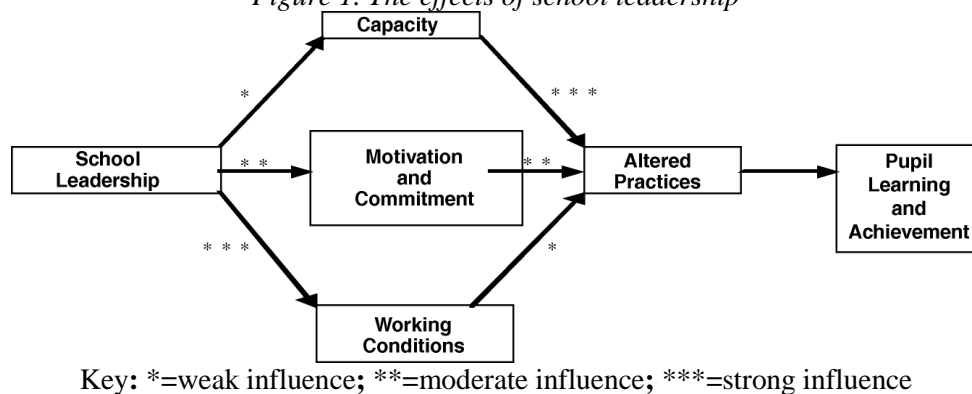 Figure 1. The effects of school leadership
Capacity
*
* * *
School
Leadership
* *
Motivation
and
Commitment
* *
Altered
Practices
Pupil
Learning
and
Achievement
* * *
*
Working
Conditions
Key: *=weak influence; **=moderate influence; ***=strong influence